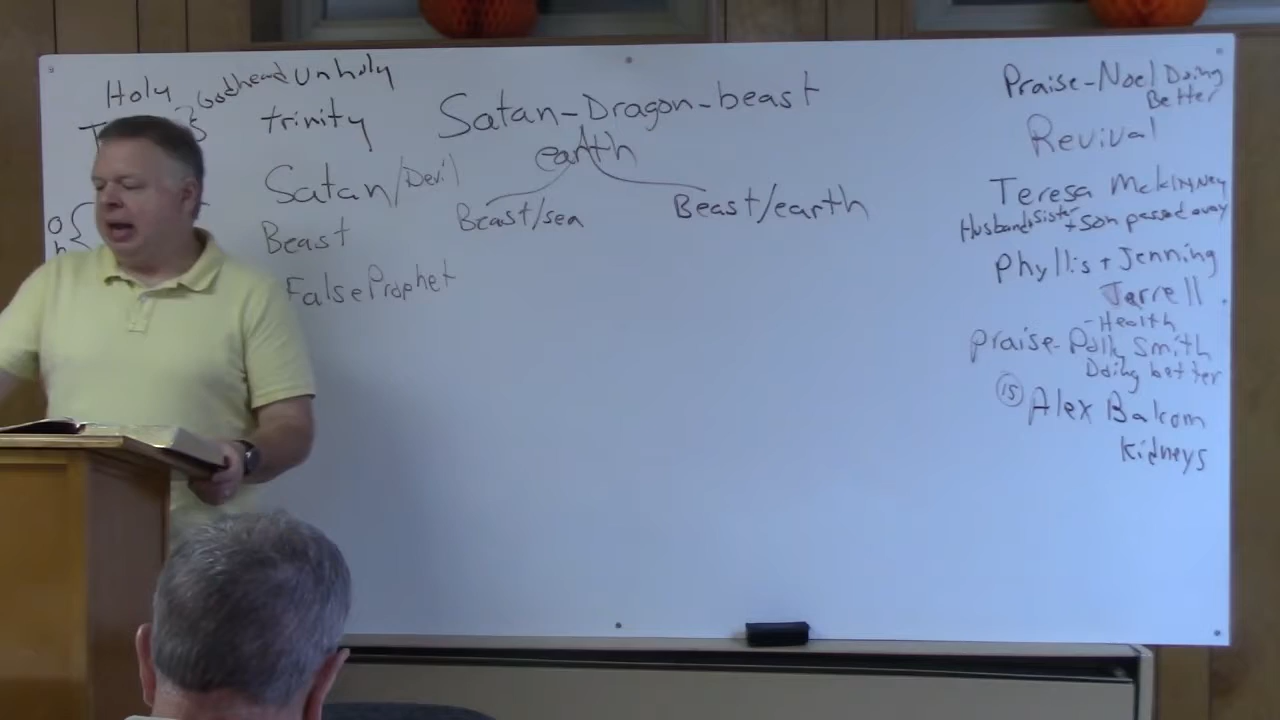 Holy
Godhead
Unholy
trinity
Satan/Devil
Beast
False Prophet
Satan-Dragon-beast
earth
Beast/sea
Beast/earth
Praise-Noel Doing
Better
Revival
Teresa McKinney
Husbands Sister + Son passed away
Phyllis + Jenning
Jarrell
-Health
Praise-Polly Smith
Doing better
15 Alex Balcom
Kidneys